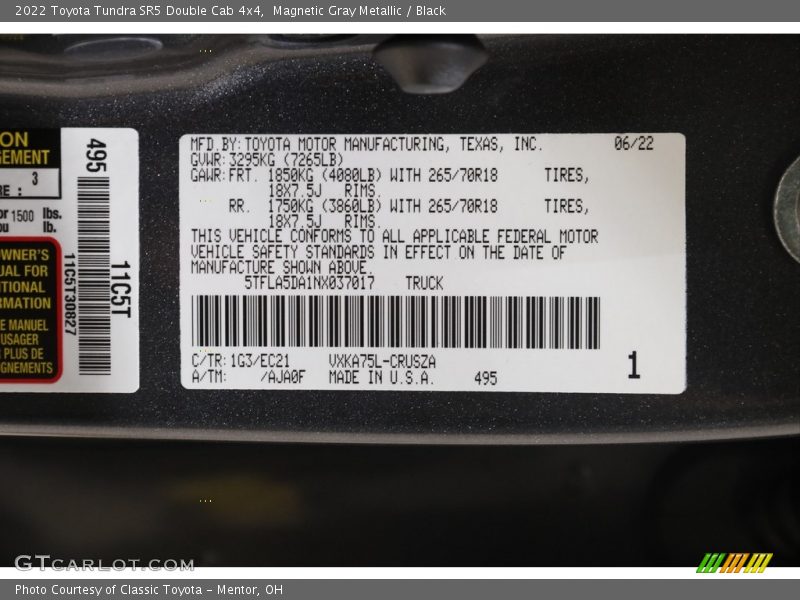 2022 Toyota Tundra SR5 Double Cab 4x4, Magnetic Gray Metallic / Black
ON
GEMENT
3
RE :
or 1500 lbs.
ou lb.
OWNER'S
UAL FOR
ITIONAL
RMATION
E MANUEL
USAGER
PLUS DE
GNEMENTS
495
11C5T30827
11C5T
MFD.BY:TOYOTA MOTOR MANUFACTURING, TEXAS, INC. 06/22
GVWR:3295KG (7265LB)
GAWR:FRT. 1850KG (4080LB) WITH 265/70R18 TIRES,
18X7.5J RIMS.
RR. 1750KG (3860LB) WITH 265/70R18 TIRES,
18X7.5J RIMS.
THIS VEHICLE CONFORMS TO ALL APPLICABLE FEDERAL MOTOR
VEHICLE SAFETY STANDARDS IN EFFECT ON THE DATE OF
MANUFACTURE SHOWN ABOVE.
5TFLA5DA1NX037017 TRUCK
C/TR:1G3/EC21 VXKA75L-CRUSZA
A/TM: /AJA0F MADE IN U.S.A. 495
1
GTCARLOT.COM
Photo Courtesy of Classic Toyota - Mentor, OH